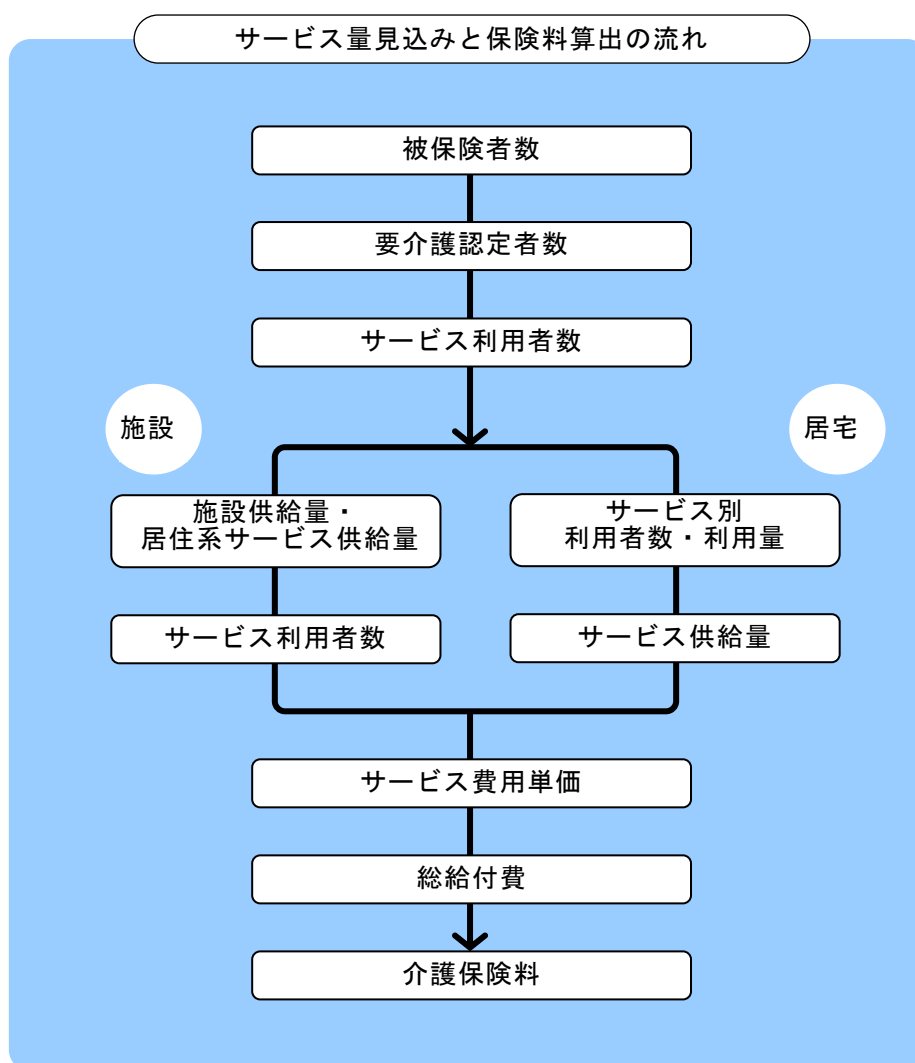 サービス量見込みと保険料算出の流れ
被保険者数
要介護認定者数
サービス利用者数
施設
居宅
施設供給量・
居住系サービス供給量
サービス別
利用者数・利用量
サービス利用者数
サービス供給量
サービス費用単価
総給付費
介護保険料